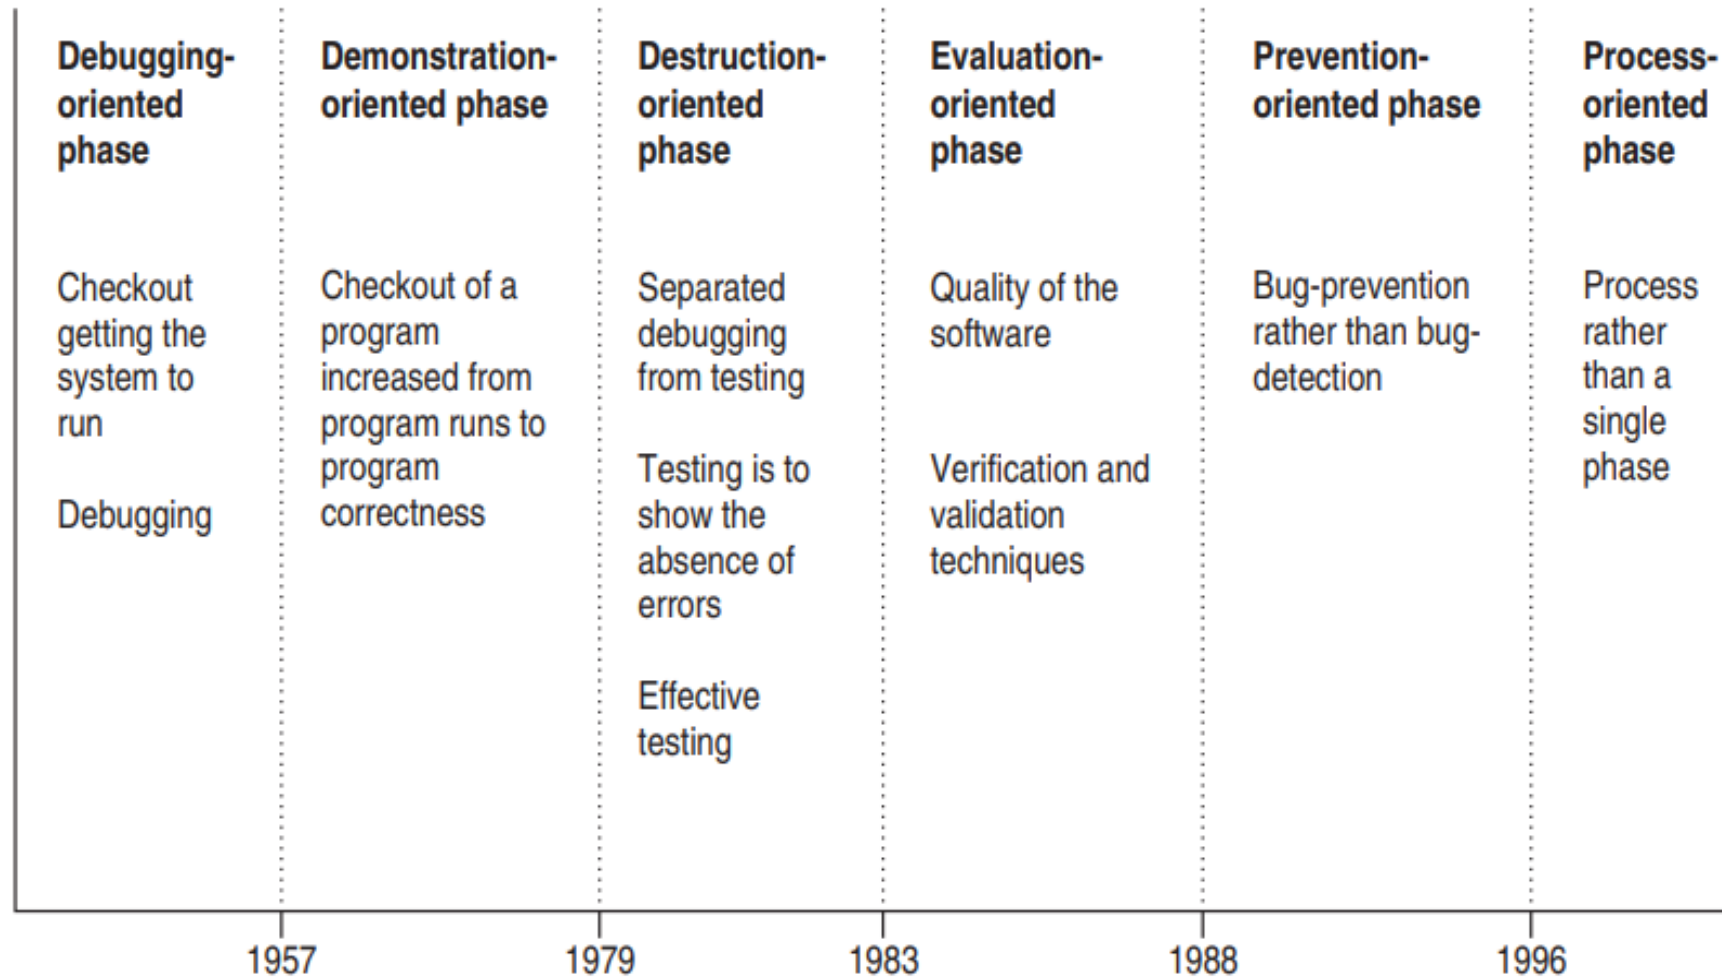 Debugging-
oriented
phase
Checkout
getting the
system to
run
Debugging
Demonstration-
oriented phase
Checkout of a
program
increased from
program runs to
program
correctness
Destruction-
oriented
phase
Separated
debugging
from testing
Testing is to
show the
absence of
errors
Effective
testing
Evaluation-
oriented
phase
Quality of the
software
Verification and
validation
techniques
Prevention-
oriented phase
Bug-prevention
rather than bug-
detection
Process-
oriented
phase
Process
rather
than a
single
phase
1957
1979
1983
1988
1996